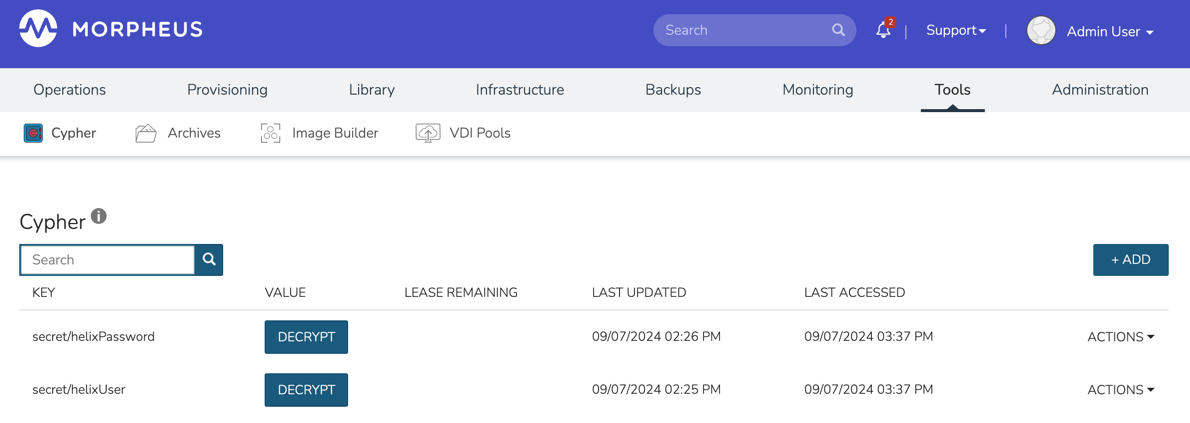 MORPHEUS
Search
2
Support
Admin User
Operations Provisioning Library Infrastructure Backups Monitoring Tools Administration
Cypher Archives Image Builder VDI Pools
Cypher i
Search
+ ADD
KEY VALUE LEASE REMAINING LAST UPDATED LAST ACCESSED
secret/helixPassword DECRYPT 09/07/2024 02:26 PM 09/07/2024 03:37 PM ACTIONS
secret/helixUser DECRYPT 09/07/2024 02:25 PM 09/07/2024 03:37 PM ACTIONS